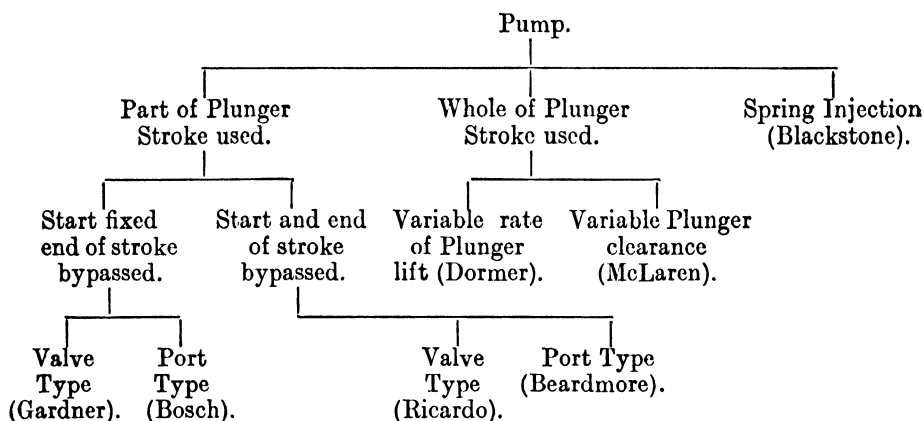 Pump.
Part of Plunger
Stroke used.
Whole of Plunger
Stroke used.
Spring Injection
(Blackstone).
Start fixed
end of stroke
bypassed.
Start and end
of stroke
bypassed.
Variable rate
of Plunger
lift (Dormer).
Variable Plunger
clearance
(McLaren).
Valve
Type
(Gardner).
Port
Type
(Bosch).
Valve
Type
(Ricardo).
Port Type
(Beardmore).